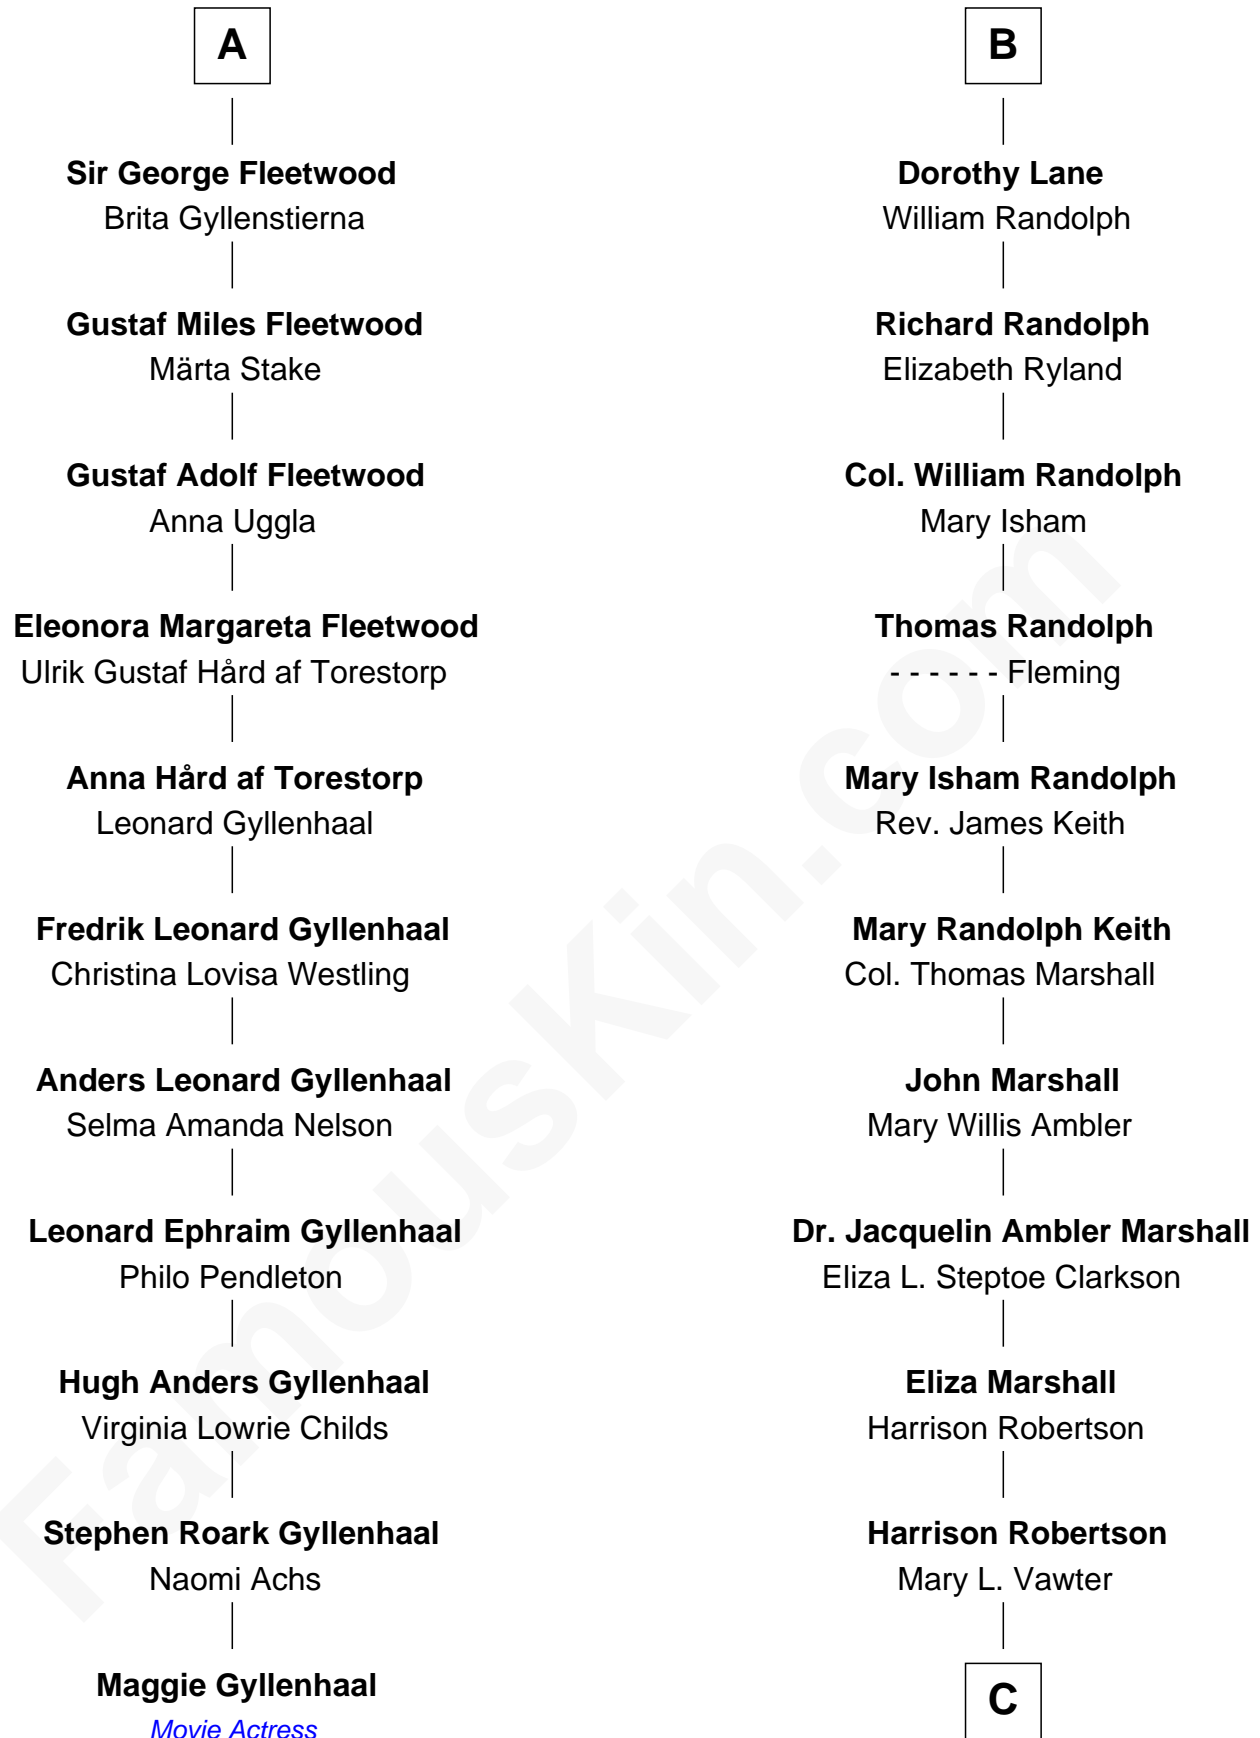 A
Sir George Fleetwood
Brita Gyllenstierna
Gustaf Miles Fleetwood
Märta Stake
Gustaf Adolf Fleetwood
Anna Uggla
Eleonora Margareta Fleetwood
Ulrik Gustaf Hård af Torestorp
Anna Hård af Torestorp
Leonard Gyllenhaal
Fredrik Leonard Gyllenhaal
Christina Lovisa Westling
Anders Leonard Gyllenhaal
Selma Amanda Nelson
Leonard Ephraim Gyllenhaal
Philo Pendleton
Hugh Anders Gyllenhaal
Virginia Lowrie Childs
Stephen Roark Gyllenhaal
Naomi Achs
Maggie Gyllenhaal
Movie Actress
B
Dorothy Lane
William Randolph
Richard Randolph
Elizabeth Ryland
Col. William Randolph
Mary Isham
Thomas Randolph
- - - - - - Fleming
Mary Isham Randolph
Rev. James Keith
Mary Randolph Keith
Col. Thomas Marshall
John Marshall
Mary Willis Ambler
Dr. Jacquelin Ambler Marshall
Eliza L. Steptoe Clarkson
Eliza Marshall
Harrison Robertson
Harrison Robertson
Mary L. Vawter
C
FamousKin.com